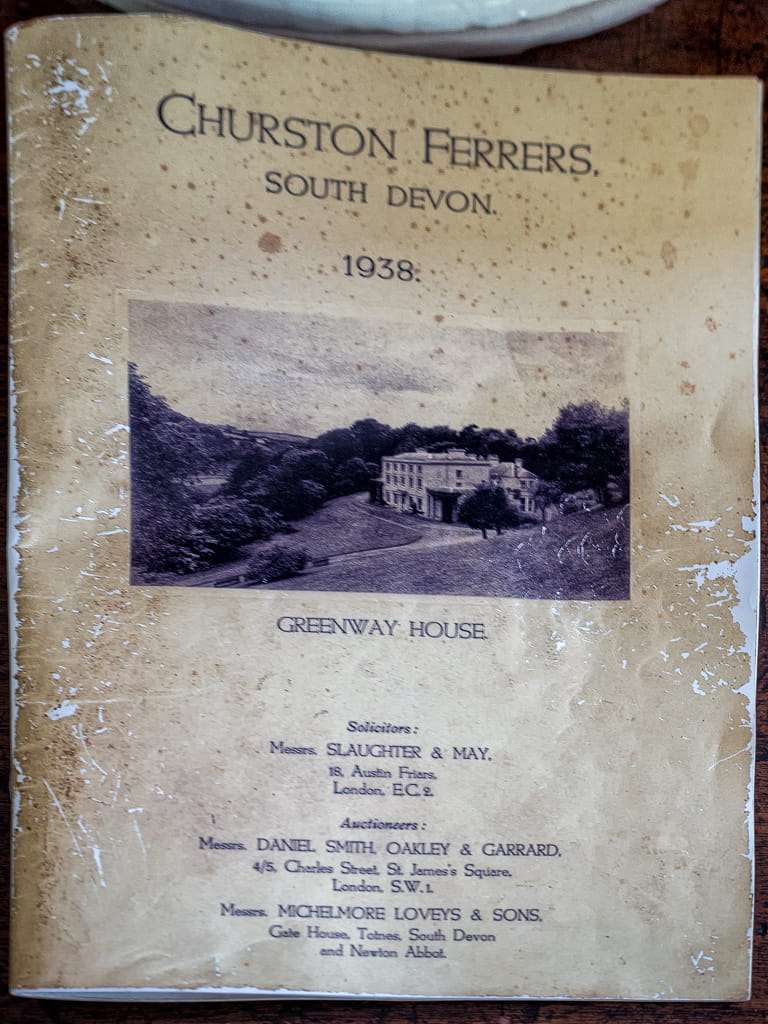 CHURSTON FERRERS,
SOUTH DEVON.
1938.
GREENWAY HOUSE.
Solicitors:
Messrs. SLAUGHTER & MAY,
18, Austin Friars,
London, E.C.2.
Auctioneers:
Messrs. DANIEL SMITH, OAKLEY & GARRARD,
4/5, Charles Street, St. James's Square,
London, S.W.1.
Messrs. MICHELMORE LOVEYS & SONS,
Gate House, Totnes, South Devon
and Newton Abbot.